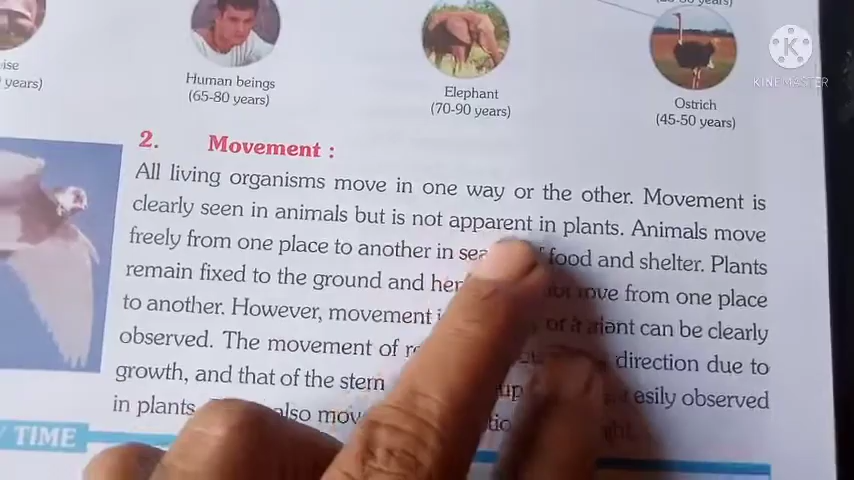 ise
years)
Human beings
(65-80 years)
Elephant
(70-90 years)
years)
Ostrich
(45-50 years)
KINEMASTER
2. Movement :
All living organisms move in one way or the other. Movement is
clearly seen in animals but is not apparent in plants. Animals move
freely from one place to another in food and shelter. Plants
remain fixed to the ground and move from one place
to another. However, movement of a plant can be clearly
observed. The movement of direction due to
growth, and that of the stem easily observed
in plants also
TIME